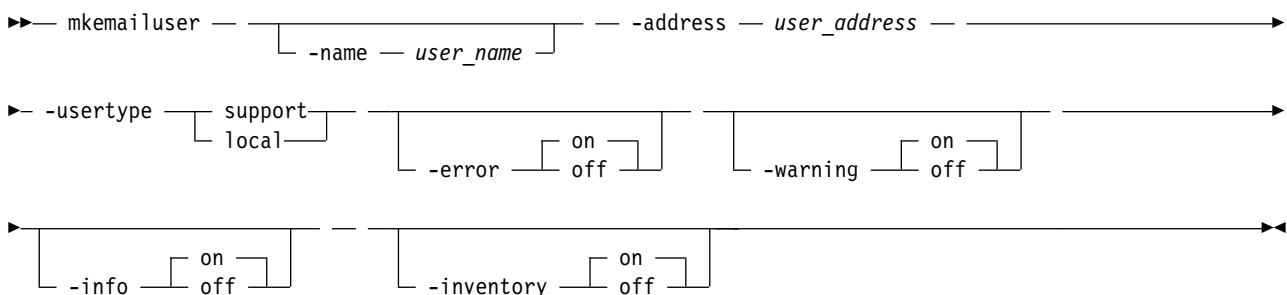 mkemailuser -address user_address
-name user_name
-usertype support
local
on on
-error off -warning off
on on
-info off -inventory off